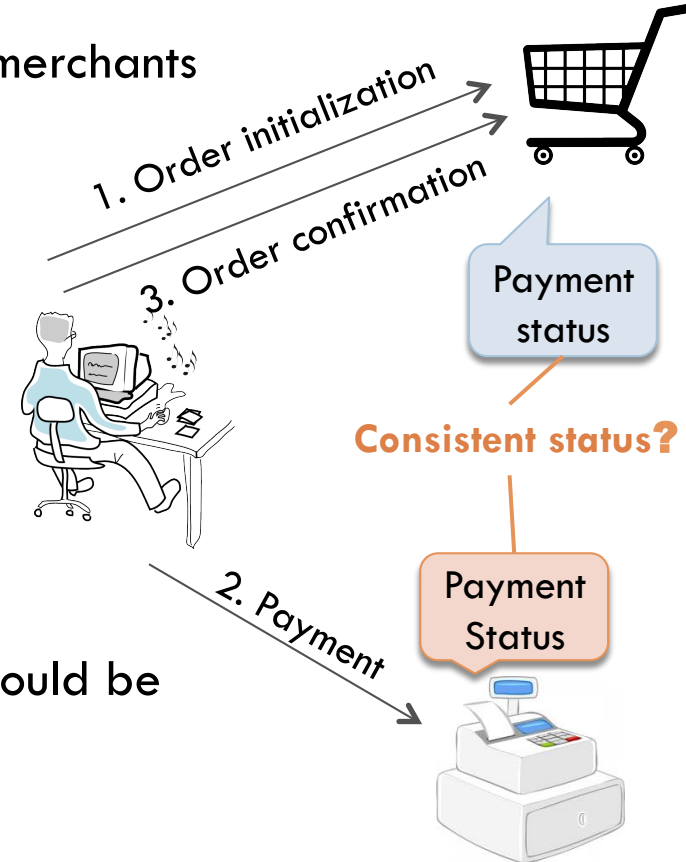 merchants
1. Order initialization
3. Order confirmation
Payment
status
Consistent status?
Payment
Status
2. Payment
ould be